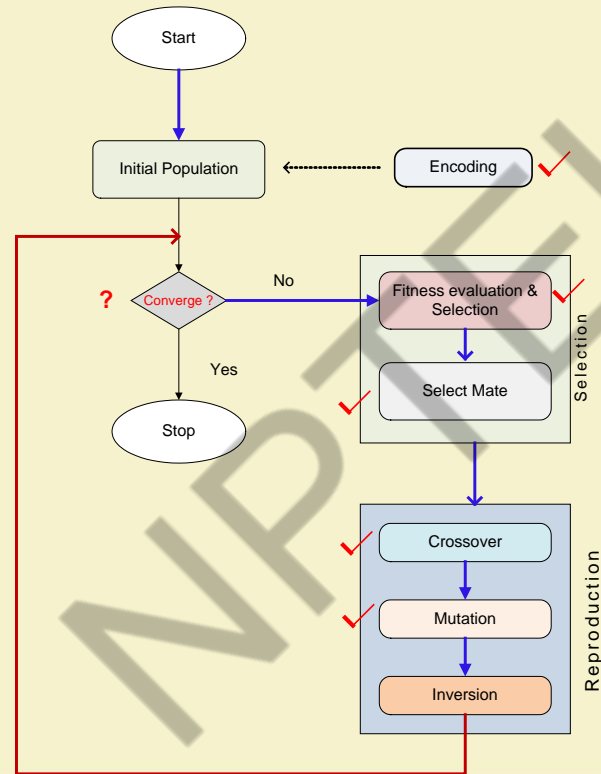 Start
Initial Population
Encoding
?
Converge ?
No
Yes
Stop
Fitness evaluation &
Selection
Select Mate
Selection
Crossover
Mutation
Inversion
Reproduction
NPTEL